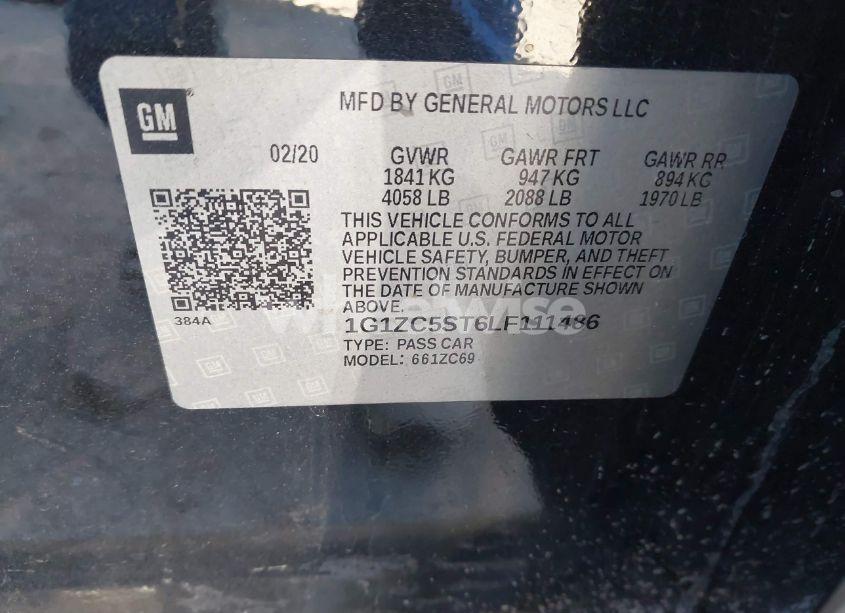 GM
MFD BY GENERAL MOTORS LLC
02/20 GVWR GAWR FRT GAWR RR
1841 KG 947 KG 894 KG
4058 LB 2088 LB 1970 LB
THIS VEHICLE CONFORMS TO ALL
APPLICABLE U.S. FEDERAL MOTOR
VEHICLE SAFETY, BUMPER, AND THEFT
PREVENTION STANDARDS IN EFFECT ON
THE DATE OF MANUFACTURE SHOWN
ABOVE.
384A
1G1ZC5ST6LF111486
TYPE: PASS CAR
MODEL: 661ZC69